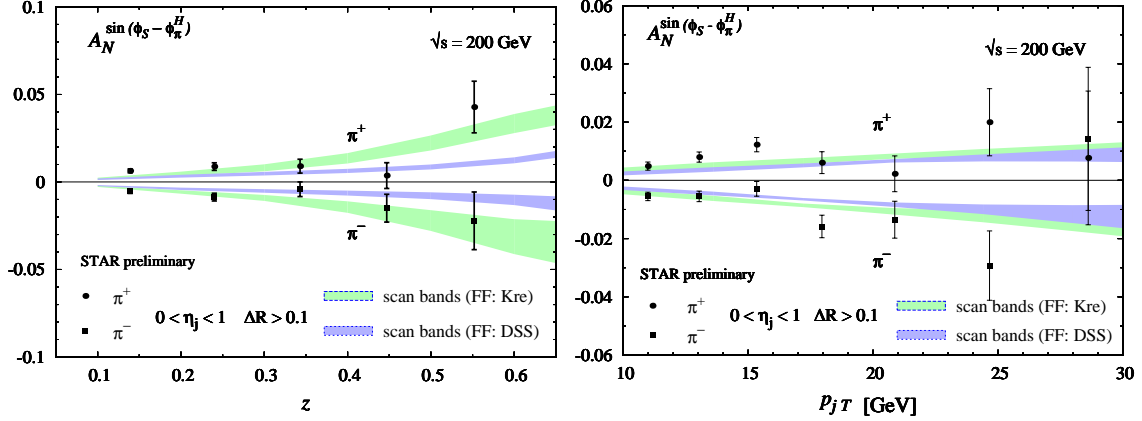 0.1
A_N^{sin(ϕ_S − ϕ_π^H)}
√s = 200 GeV
0.05
π⁺
0
π⁻
-0.05
STAR preliminary
π⁺
scan bands (FF: Kre)
π⁻
0 < η_j < 1 ΔR > 0.1
scan bands (FF: DSS)
-0.1
0.1 0.2 0.3 0.4 0.5 0.6
z
0.06
A_N^{sin(ϕ_S - ϕ_π^H)}
√s = 200 GeV
0.04
0.02
π⁺
0
-0.02
π⁻
STAR preliminary
-0.04
π⁺
0 < η_j < 1 ΔR > 0.1
scan bands (FF: Kre)
π⁻
scan bands (FF: DSS)
-0.06
10 15 20 25 30
p_{jT} [GeV]